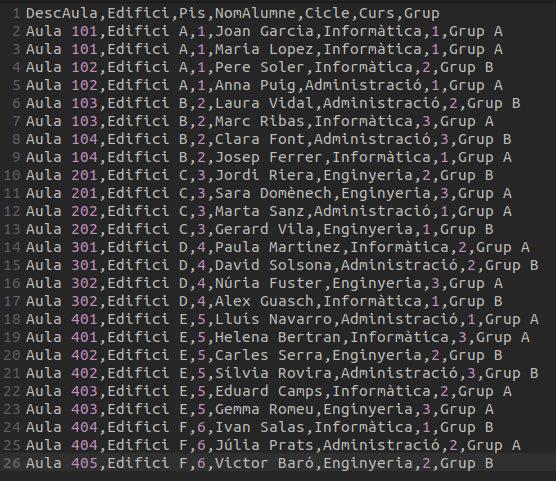 1 DescAula,Edifici,Pis,NomAlumne,Cicle,Curs,Grup
2 Aula 101,Edifici A,1,Joan Garcia,Informàtica,1,Grup A
3 Aula 101,Edifici A,1,Maria Lopez,Informàtica,1,Grup A
4 Aula 102,Edifici A,1,Pere Soler,Informàtica,2,Grup B
5 Aula 102,Edifici A,1,Anna Puig,Administració,1,Grup A
6 Aula 103,Edifici B,2,Laura Vidal,Administració,2,Grup B
7 Aula 103,Edifici B,2,Marc Ribas,Informàtica,3,Grup A
8 Aula 104,Edifici B,2,Clara Font,Administració,3,Grup B
9 Aula 104,Edifici B,2,Josep Ferrer,Informàtica,1,Grup A
10 Aula 201,Edifici C,3,Jordi Riera,Enginyeria,2,Grup B
11 Aula 201,Edifici C,3,Sara Domènech,Enginyeria,3,Grup A
12 Aula 202,Edifici C,3,Marta Sanz,Administració,1,Grup A
13 Aula 202,Edifici C,3,Gerard Vila,Enginyeria,1,Grup B
14 Aula 301,Edifici D,4,Paula Martinez,Informàtica,2,Grup A
15 Aula 301,Edifici D,4,David Solsona,Administració,2,Grup B
16 Aula 302,Edifici D,4,Núria Fuster,Enginyeria,3,Grup A
17 Aula 302,Edifici D,4,Alex Guasch,Informàtica,1,Grup B
18 Aula 401,Edifici E,5,Lluís Navarro,Administració,1,Grup A
19 Aula 401,Edifici E,5,Helena Bertran,Informàtica,3,Grup A
20 Aula 402,Edifici E,5,Carles Serra,Enginyeria,2,Grup B
21 Aula 402,Edifici E,5,Silvia Rovira,Administració,3,Grup B
22 Aula 403,Edifici E,5,Eduard Camps,Informàtica,2,Grup A
23 Aula 403,Edifici E,5,Gemma Romeu,Enginyeria,3,Grup A
24 Aula 404,Edifici F,6,Ivan Salas,Informàtica,1,Grup B
25 Aula 404,Edifici F,6,Júlia Prats,Administració,2,Grup A
26 Aula 405,Edifici F,6,Victor Baró,Enginyeria,2,Grup B